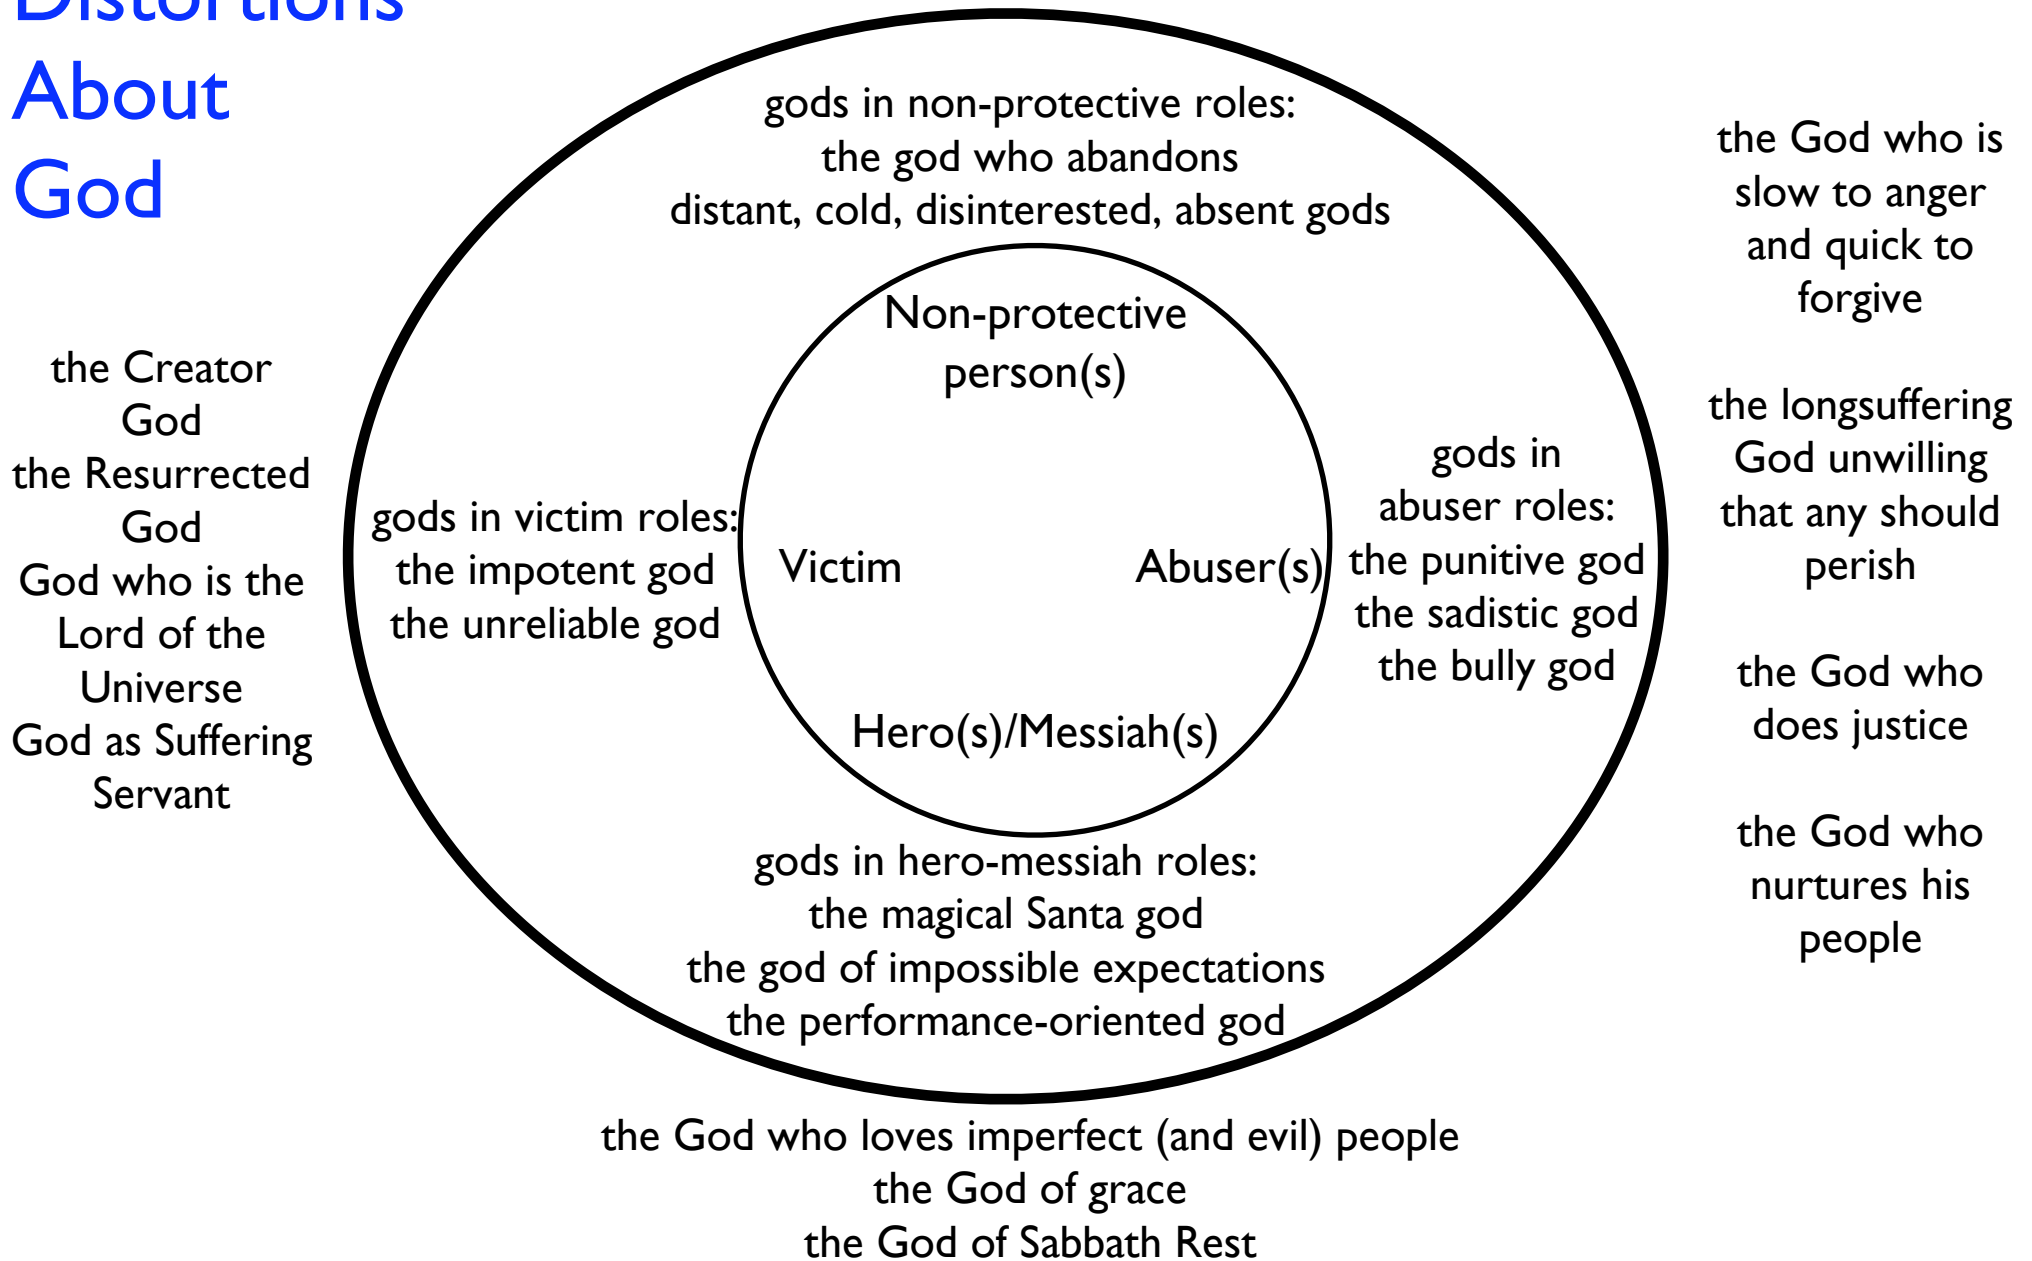 Distortions
About
God
gods in non-protective roles:
the god who abandons
distant, cold, disinterested, absent gods
Non-protective
person(s)
the Creator
God
the Resurrected
God
God who is the
Lord of the
Universe
God as Suffering
Servant
gods in victim roles:
the impotent god
the unreliable god
Victim
Abuser(s)
gods in
abuser roles:
the punitive god
the sadistic god
the bully god
Hero(s)/Messiah(s)
gods in hero-messiah roles:
the magical Santa god
the god of impossible expectations
the performance-oriented god
the God who is
slow to anger
and quick to
forgive
the longsuffering
God unwilling
that any should
perish
the God who
does justice
the God who
nurtures his
people
the God who loves imperfect (and evil) people
the God of grace
the God of Sabbath Rest